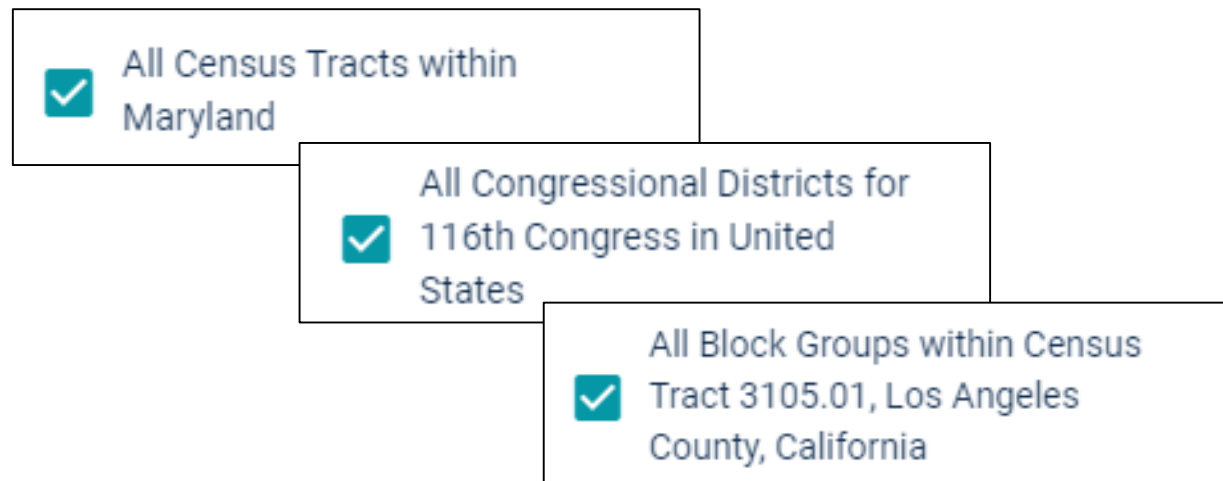 All Census Tracts within
Maryland
All Congressional Districts for
116th Congress in United
States
All Block Groups within Census
Tract 3105.01, Los Angeles
County, California